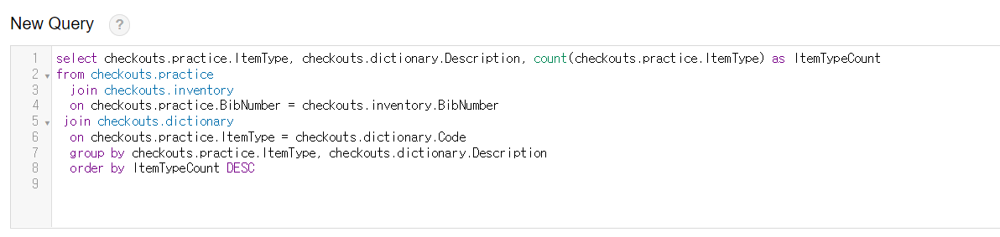 New Query ?
1 select checkouts.practice.ItemType, checkouts.dictionary.Description, count(checkouts.practice.ItemType) as ItemTypeCount
2 from checkouts.practice
3 join checkouts.inventory
4 on checkouts.practice.BibNumber = checkouts.inventory.BibNumber
5 join checkouts.dictionary
6 on checkouts.practice.ItemType = checkouts.dictionary.Code
7 group by checkouts.practice.ItemType, checkouts.dictionary.Description
8 order by ItemTypeCount DESC
9